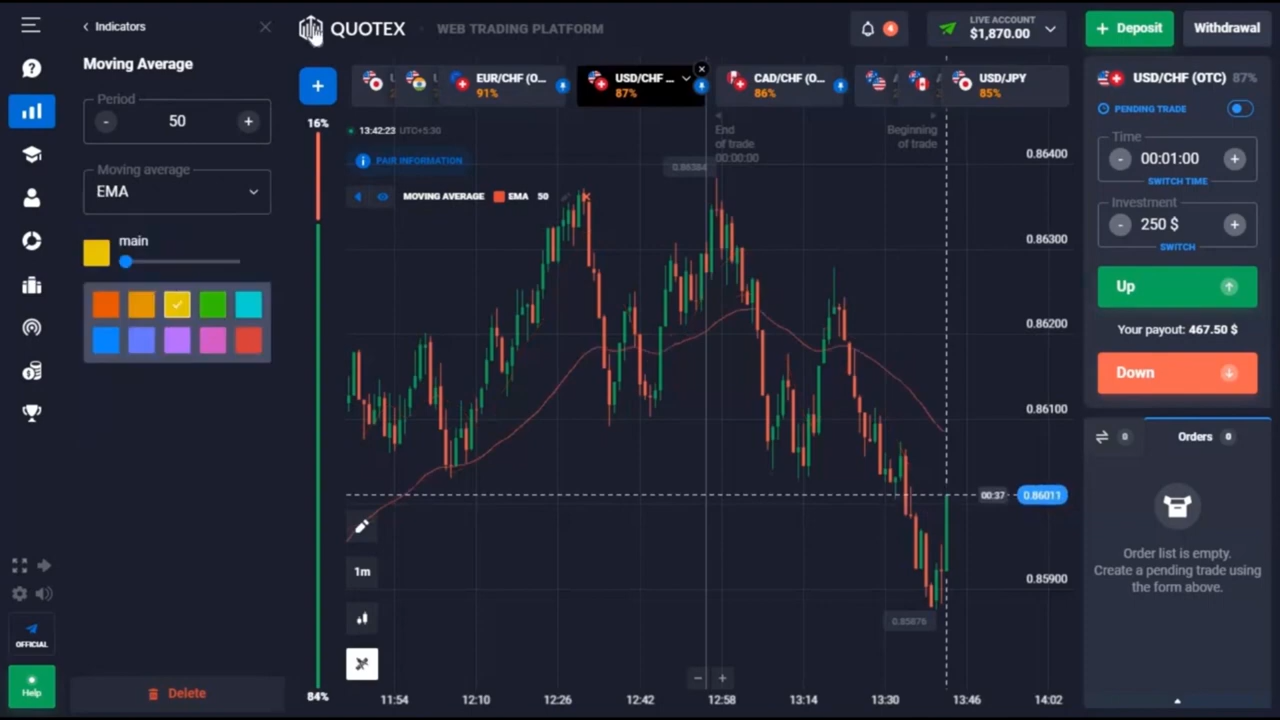 Indicators
QUOTEX
WEB TRADING PLATFORM
4
LIVE ACCOUNT
$1,870.00
+ Deposit
Withdrawal
Moving Average
Period
- 50 +
Moving average
EMA
main
Delete
OFFICIAL
Help
+
EUR/CHF (O...
91%
USD/CHF ...
87%
CAD/CHF (O...
86%
USD/JPY
85%
16%
84%
13:42:23 UTC+5:30
PAIR INFORMATION
MOVING AVERAGE EMA 50
End
of trade
00:00:00
Beginning
of trade
0.86384
0.86400
0.86300
0.86200
0.86100
00:37
0.86011
0.85900
0.85876
1m
- +
11:54 12:10 12:26 12:42 12:58 13:14 13:30 13:46 14:02
USD/CHF (OTC) 87%
PENDING TRADE
Time
- 00:01:00 +
SWITCH TIME
Investment
- 250 $ +
SWITCH
Up
Your payout: 467.50 $
Down
0
Orders 0
Order list is empty.
Create a pending trade using
the form above.